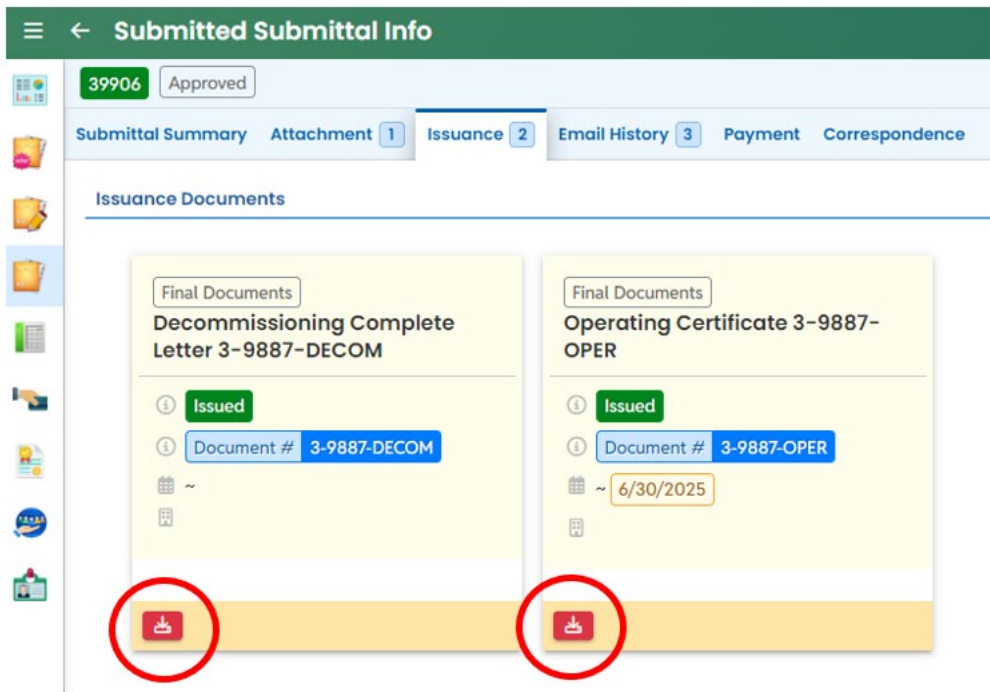 Submitted Submittal Info
39906 Approved
Submittal Summary Attachment 1 Issuance 2 Email History 3 Payment Correspondence
Issuance Documents
Final Documents
Decommissioning Complete
Letter 3-9887-DECOM
Issued
Document # 3-9887-DECOM
~
Final Documents
Operating Certificate 3-9887-
OPER
Issued
Document # 3-9887-OPER
~ 6/30/2025